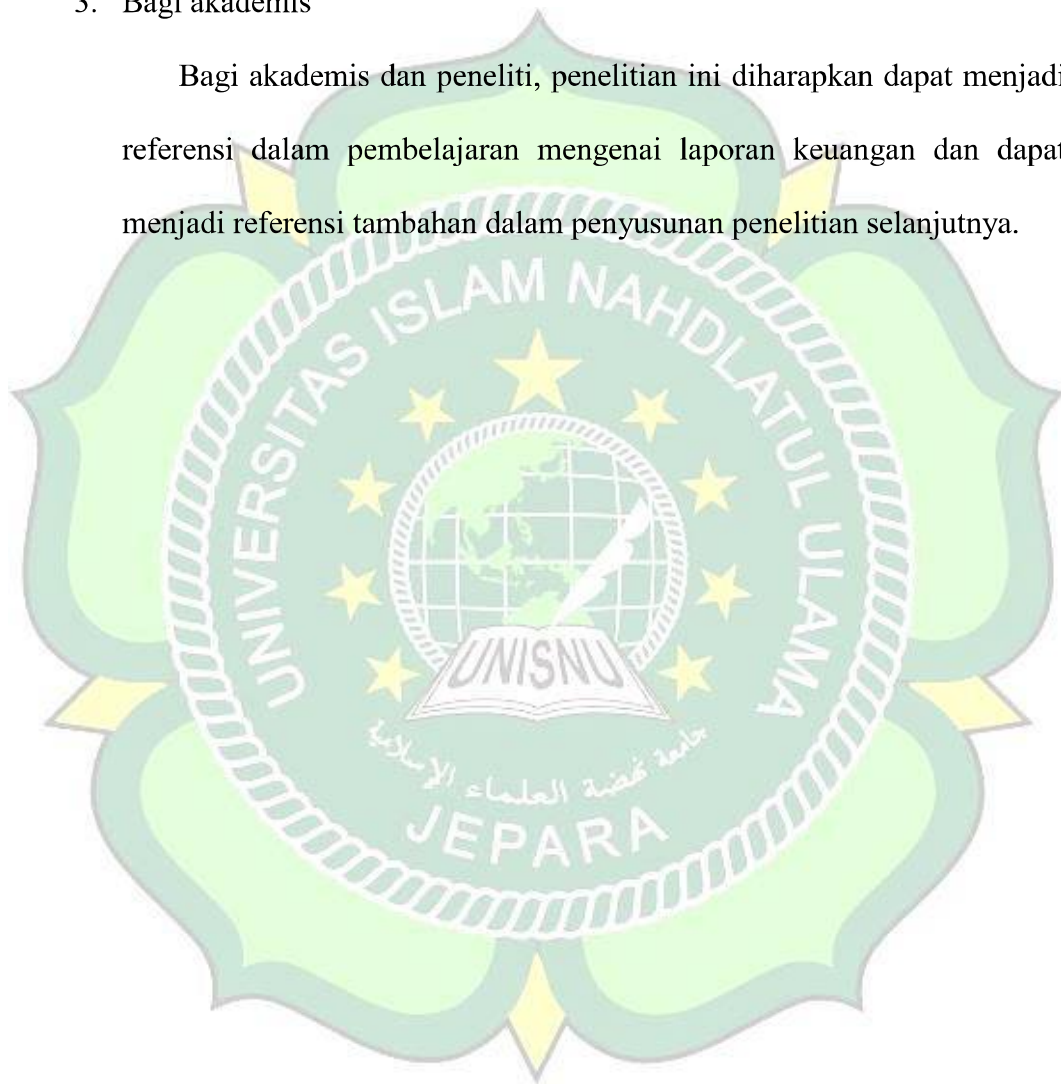 3. Bagi akademis
Bagi akademis dan peneliti, penelitian ini diharapkan dapat menjadi
referensi dalam pembelajaran mengenai laporan keuangan dan dapat
menjadi referensi tambahan dalam penyusunan penelitian selanjutnya.
UNIVERSITAS ISLAM NAHDLATUL ULAMA
UNISNU
جامعة نهضة العلماء الإسلامية
JEPARA